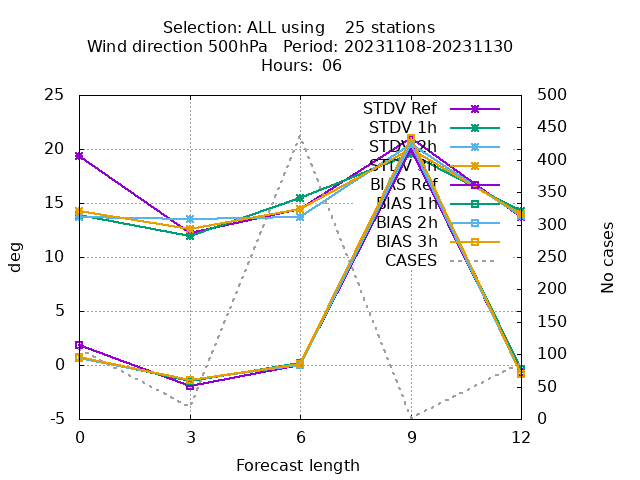 Selection: ALL using    25 stations
Wind direction 500hPa   Period: 20231108-20231130
Hours: 06
25
20
15
10
5
0
-5
deg
500
450
400
350
300
250
200
150
100
50
0
No cases
STDV Ref
STDV 1h
STDV 2h
STDV 3h
BIAS Ref
BIAS 1h
BIAS 2h
BIAS 3h
CASES
0
3
6
9
12
Forecast length